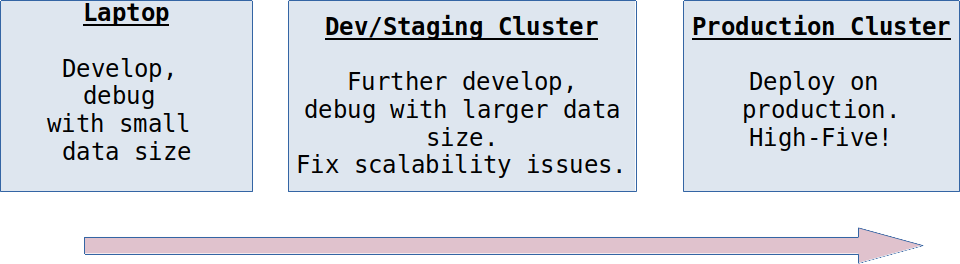 Laptop
Develop,
debug
with small
data size
Dev/Staging Cluster
Further develop,
debug with larger data
size.
Fix scalability issues.
Production Cluster
Deploy on
production.
High-Five!